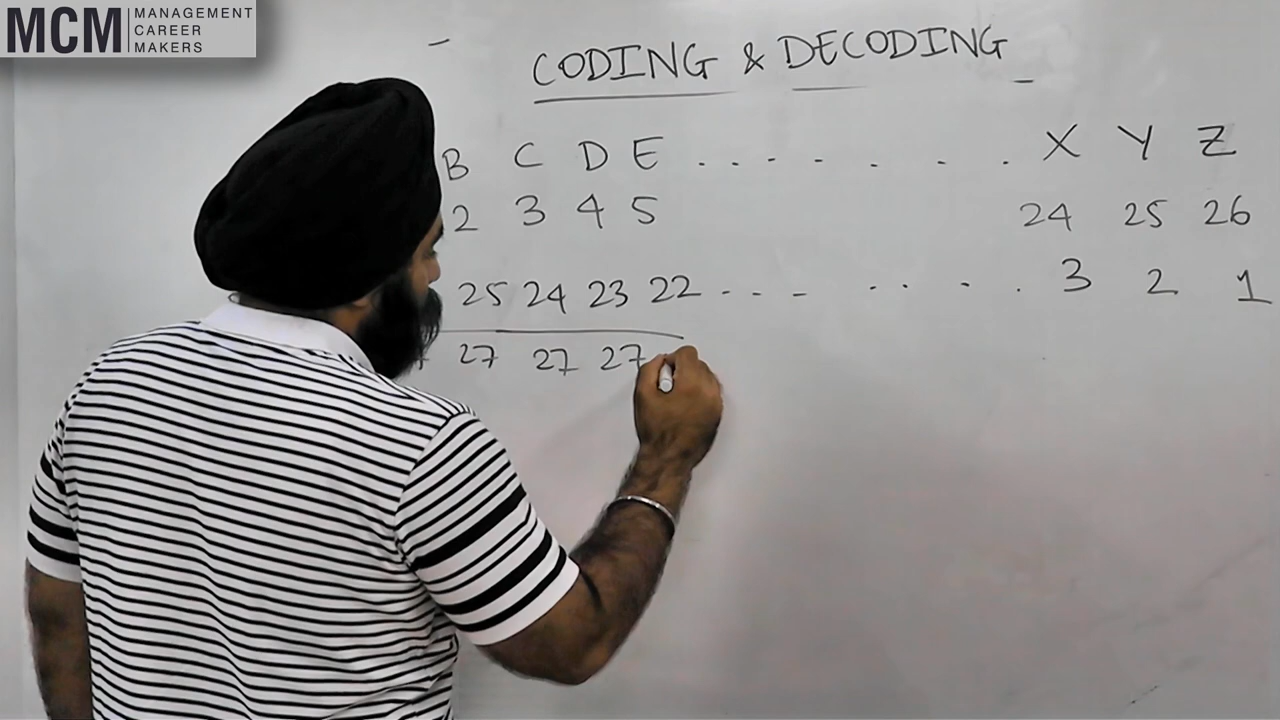 MCM MANAGEMENT
CAREER
MAKERS
CODING & DECODING
B C D E . . . . . . . X Y Z
2 3 4 5 24 25 26
25 24 23 22 . . . . . . . 3 2 1
27 27 27